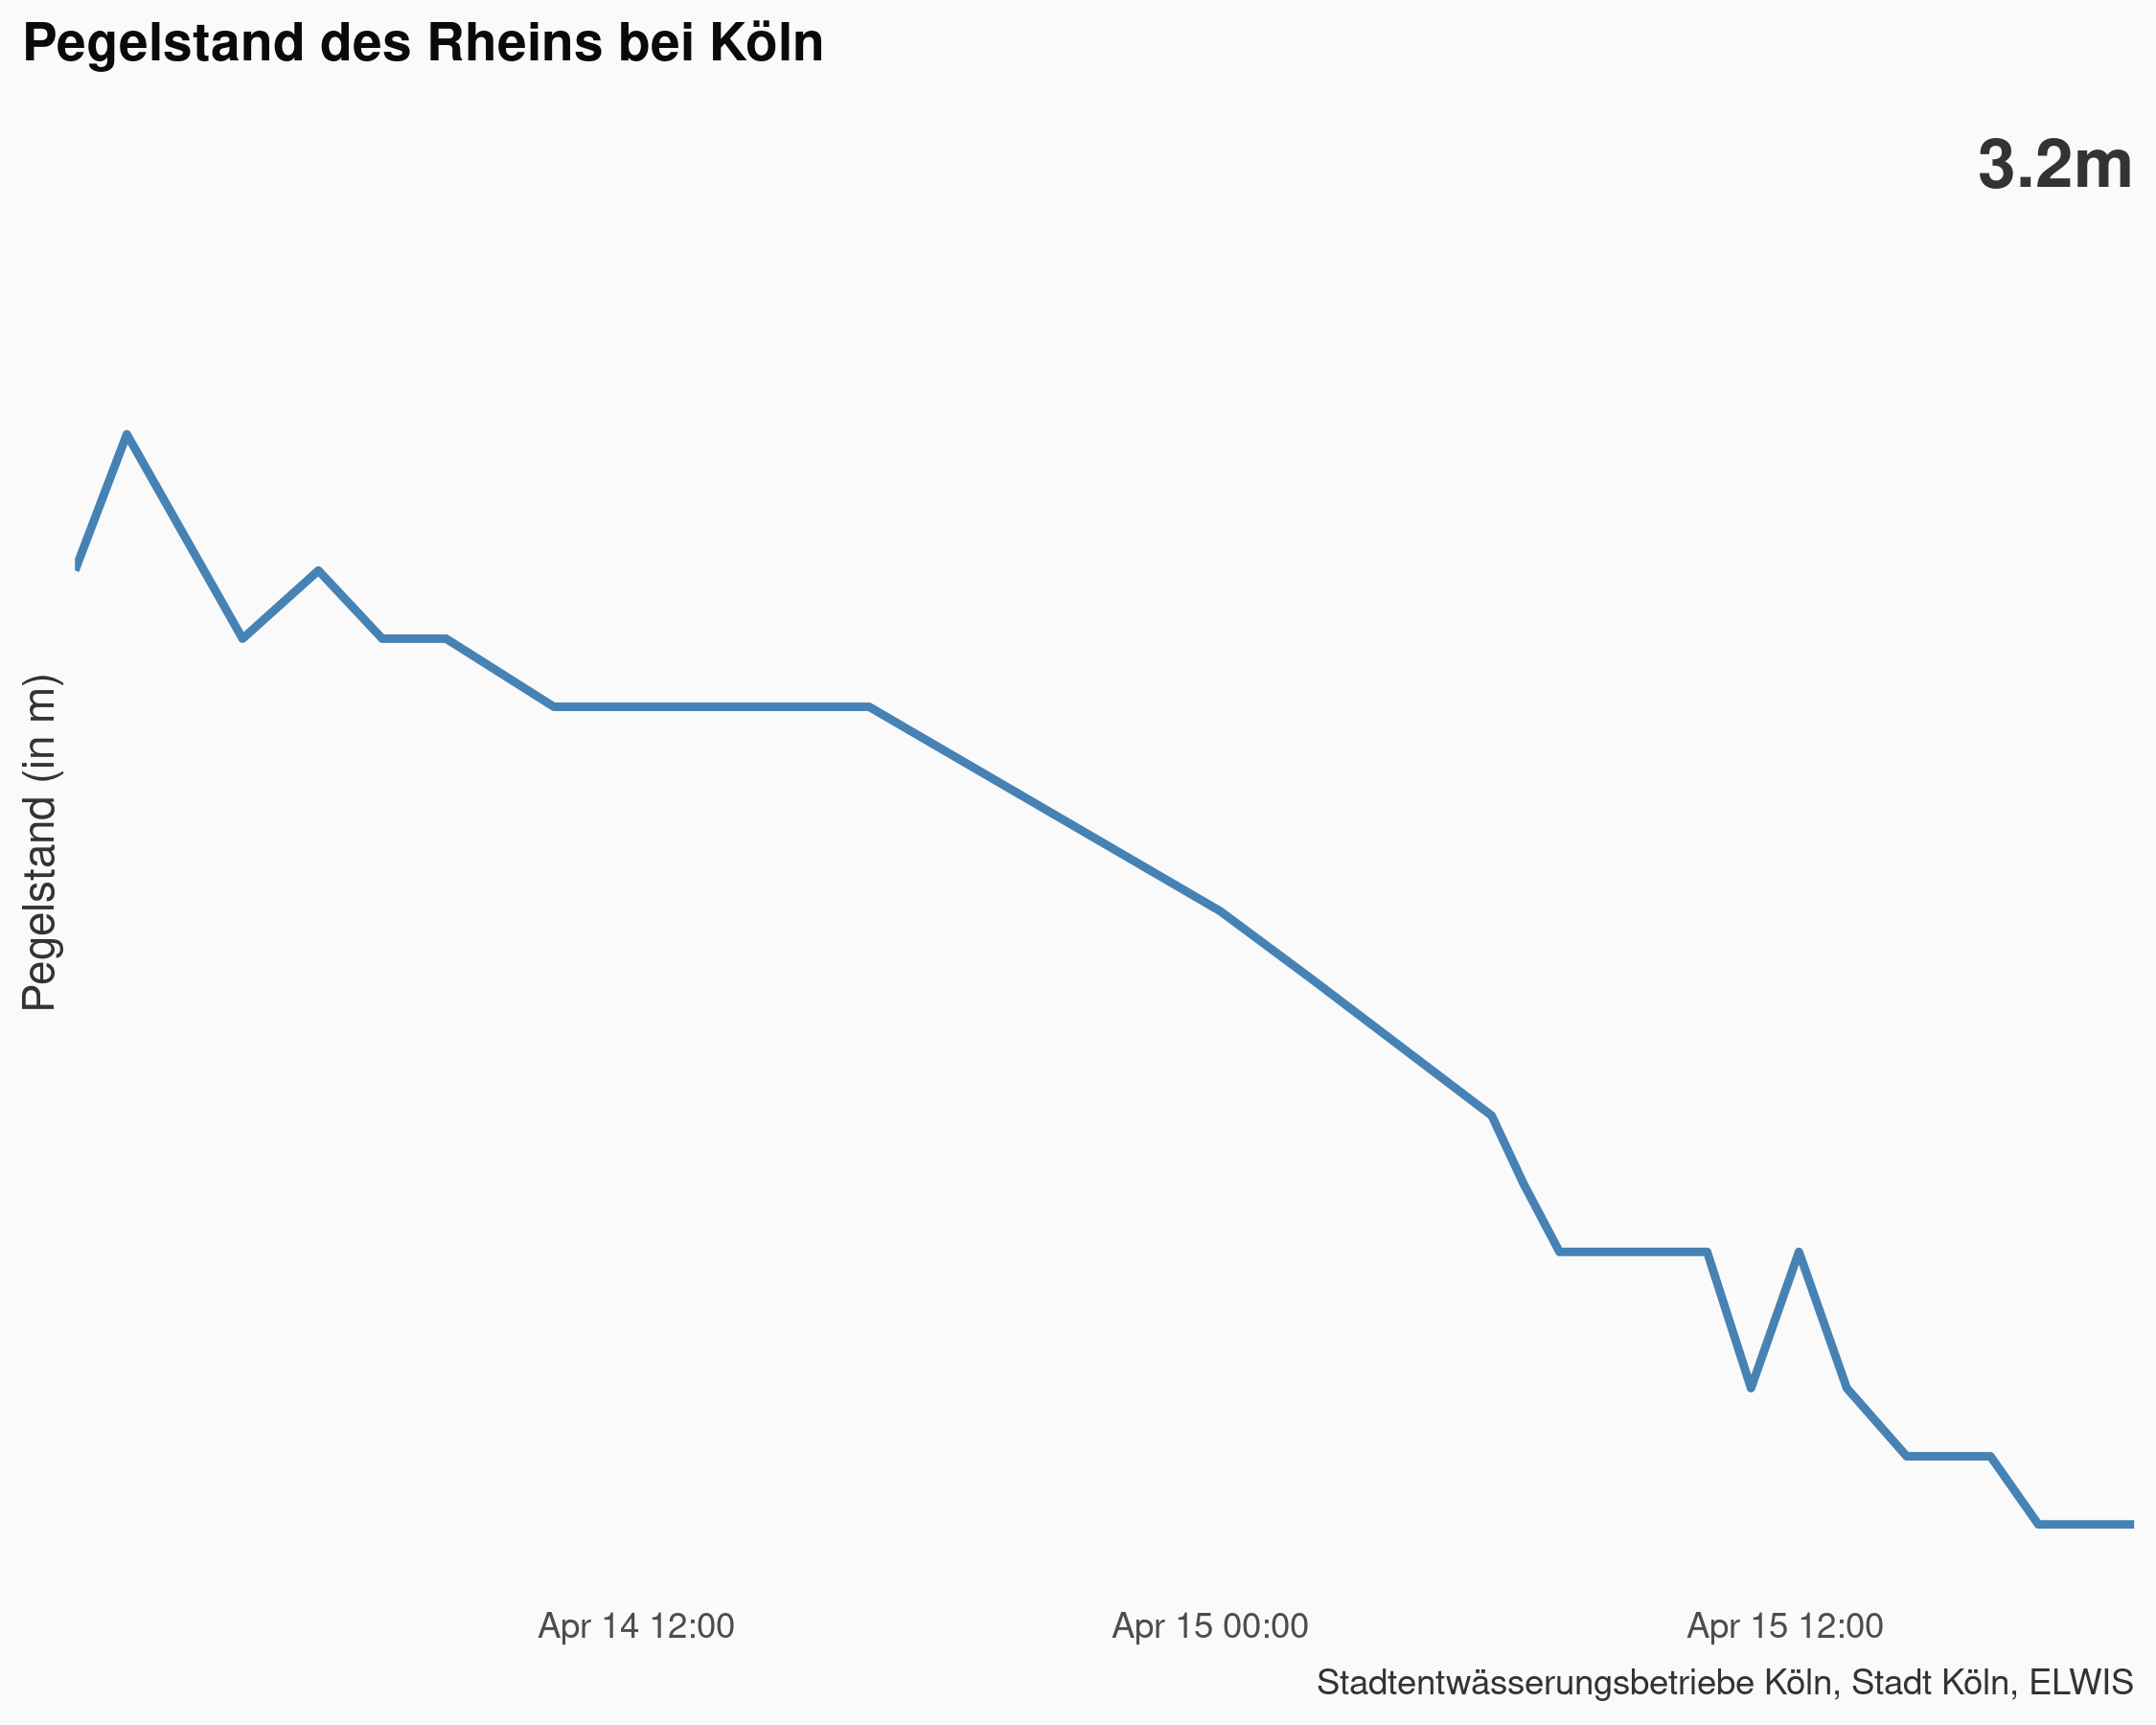 Pegelstand des Rheins bei Köln
3.2m
Pegelstand (in m)
Apr 14 12:00
Apr 15 00:00
Apr 15 12:00
Stadtentwässerungsbetriebe Köln, Stadt Köln, ELWIS